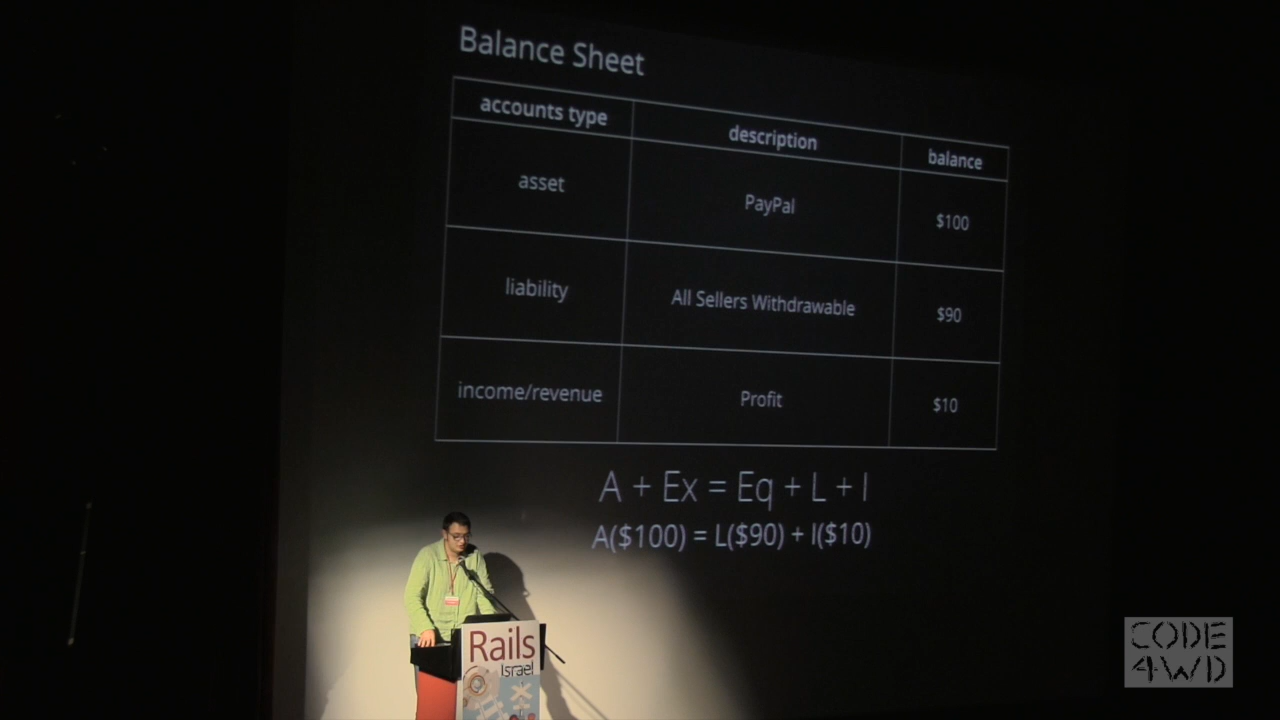 Balance Sheet
accounts type description balance
asset PayPal $100
liability All Sellers Withdrawable $90
income/revenue Profit $10
A + Ex = Eq + L + I
A($100) = L($90) + I($10)
Rails
Israel
CODE
4WD